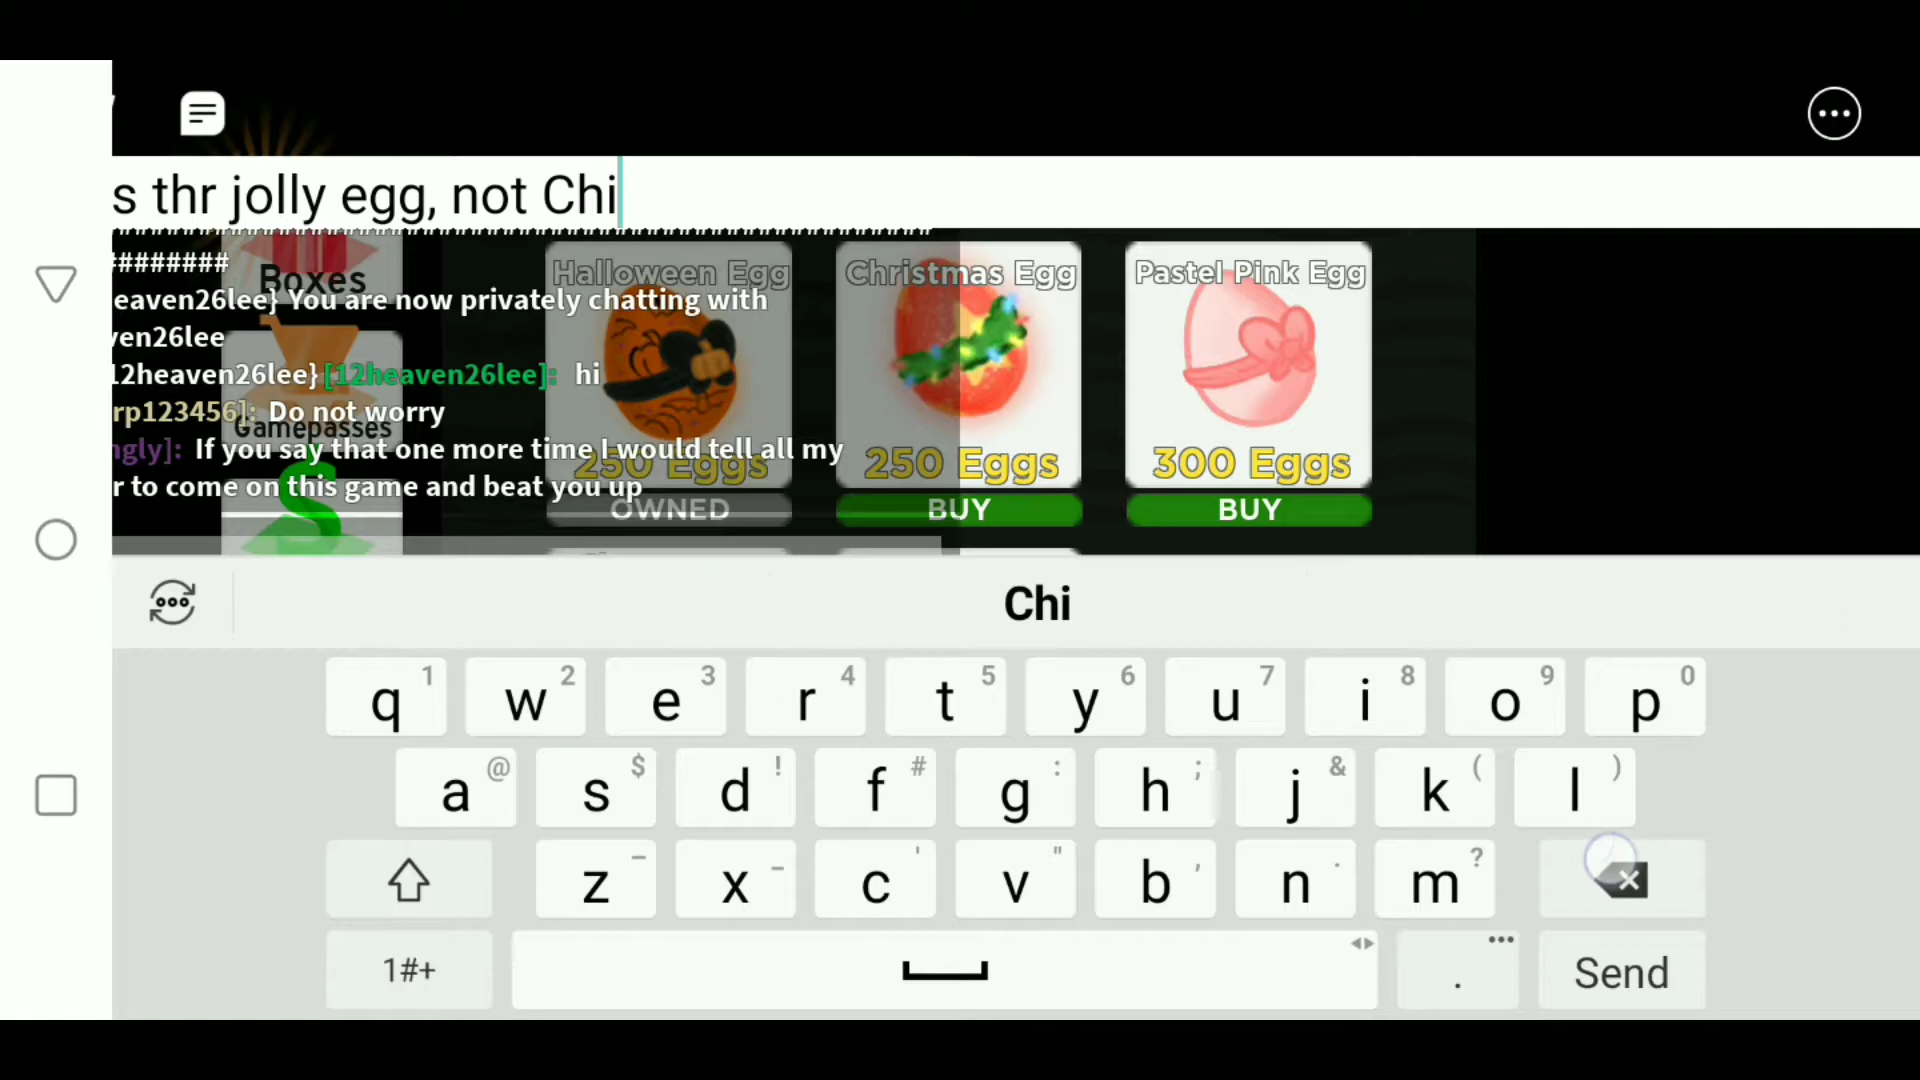 s thr jolly egg, not Chi
########
Boxes
Halloween Egg
Christmas Egg
Pastel Pink Egg
eaven26lee} You are now privately chatting with
ven26lee
12heaven26lee} [12heaven26lee]: hi
rp123456]: Do not worry
Gamepasses
ngly]: If you say that one more time I would tell all my
r to come on this game and beat you up
250 Eggs
250 Eggs
300 Eggs
OWNED
BUY
BUY
Chi
q 1 w 2 e 3 r 4 t 5 y 6 u 7 i 8 o 9 p 0
a @ s $ d ! f # g : h ; j & k ( l )
z – x - c ' v " b , n . m ?
1#+ . Send